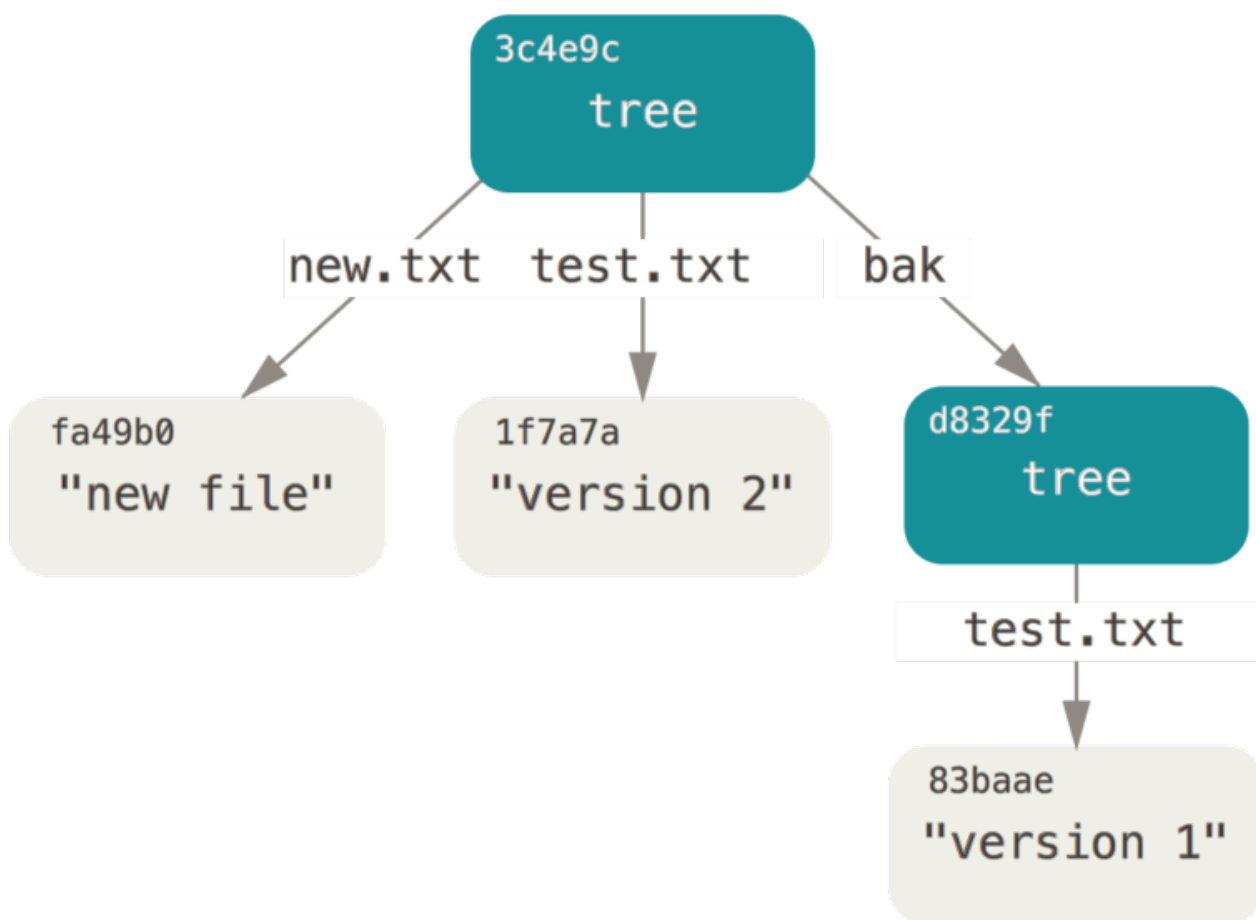 3c4e9c
tree
new.txt test.txt bak
fa49b0
"new file"
1f7a7a
"version 2"
d8329f
tree
test.txt
83baae
"version 1"